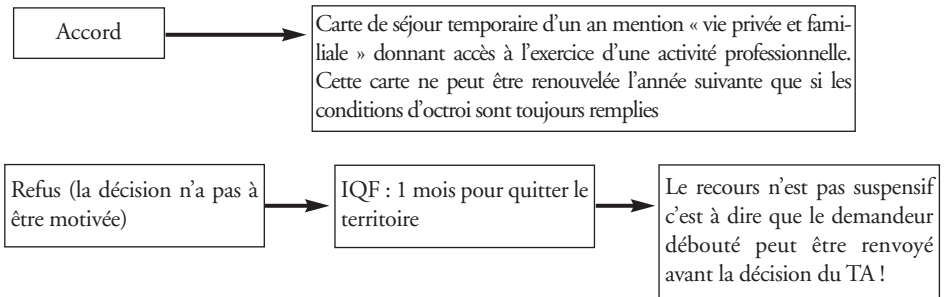 Accord
Carte de séjour temporaire d'un an mention « vie privée et fami-
liale » donnant accès à l'exercice d'une activité professionnelle.
Cette carte ne peut être renouvelée l'année suivante que si les
conditions d'octroi sont toujours remplies
Refus (la décision n'a pas à
être motivée)
IQF : 1 mois pour quitter le
territoire
Le recours n'est pas suspensif
c'est à dire que le demandeur
débouté peut être renvoyé
avant la décision du TA !